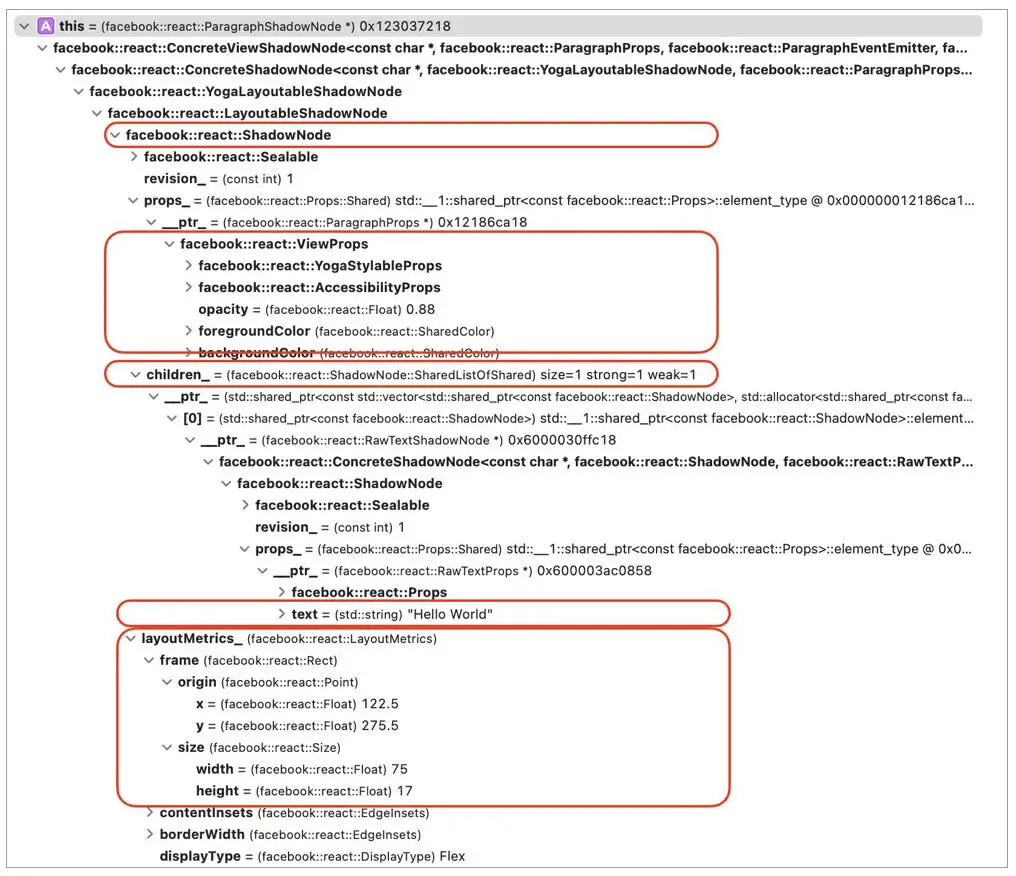 A this = (facebook::react::ParagraphShadowNode *) 0x123037218
facebook::react::ConcreteViewShadowNode<const char *, facebook::react::ParagraphProps, facebook::react::ParagraphEventEmitter, fa...
facebook::react::ConcreteShadowNode<const char *, facebook::react::YogaLayoutableShadowNode, facebook::react::ParagraphProps...
facebook::react::YogaLayoutableShadowNode
facebook::react::LayoutableShadowNode
facebook::react::ShadowNode
facebook::react::Sealable
revision_ = (const int) 1
props_ = (facebook::react::Props::Shared) std::__1::shared_ptr<const facebook::react::Props>::element_type @ 0x000000012186ca1...
__ptr_ = (facebook::react::ParagraphProps *) 0x12186ca18
facebook::react::ViewProps
facebook::react::YogaStylableProps
facebook::react::AccessibilityProps
opacity = (facebook::react::Float) 0.88
foregroundColor (facebook::react::SharedColor)
backgroundColor (facebook::react::SharedColor)
children_ = (facebook::react::ShadowNode::SharedListOfShared) size=1 strong=1 weak=1
__ptr_ = (std::shared_ptr<const std::vector<std::shared_ptr<const facebook::react::ShadowNode>, std::allocator<std::shared_ptr<const fa...
[0] = (std::shared_ptr<const facebook::react::ShadowNode>) std::__1::shared_ptr<const facebook::react::ShadowNode>::element...
__ptr_ = (facebook::react::RawTextShadowNode *) 0x6000030ffc18
facebook::react::ConcreteShadowNode<const char *, facebook::react::ShadowNode, facebook::react::RawTextP...
facebook::react::ShadowNode
facebook::react::Sealable
revision_ = (const int) 1
props_ = (facebook::react::Props::Shared) std::__1::shared_ptr<const facebook::react::Props>::element_type @ 0x0...
__ptr_ = (facebook::react::RawTextProps *) 0x600003ac0858
facebook::react::Props
text = (std::string) "Hello World"
layoutMetrics_ (facebook::react::LayoutMetrics)
frame (facebook::react::Rect)
origin (facebook::react::Point)
x = (facebook::react::Float) 122.5
y = (facebook::react::Float) 275.5
size (facebook::react::Size)
width = (facebook::react::Float) 75
height = (facebook::react::Float) 17
contentInsets (facebook::react::EdgeInsets)
borderWidth (facebook::react::EdgeInsets)
displayType = (facebook::react::DisplayType) Flex